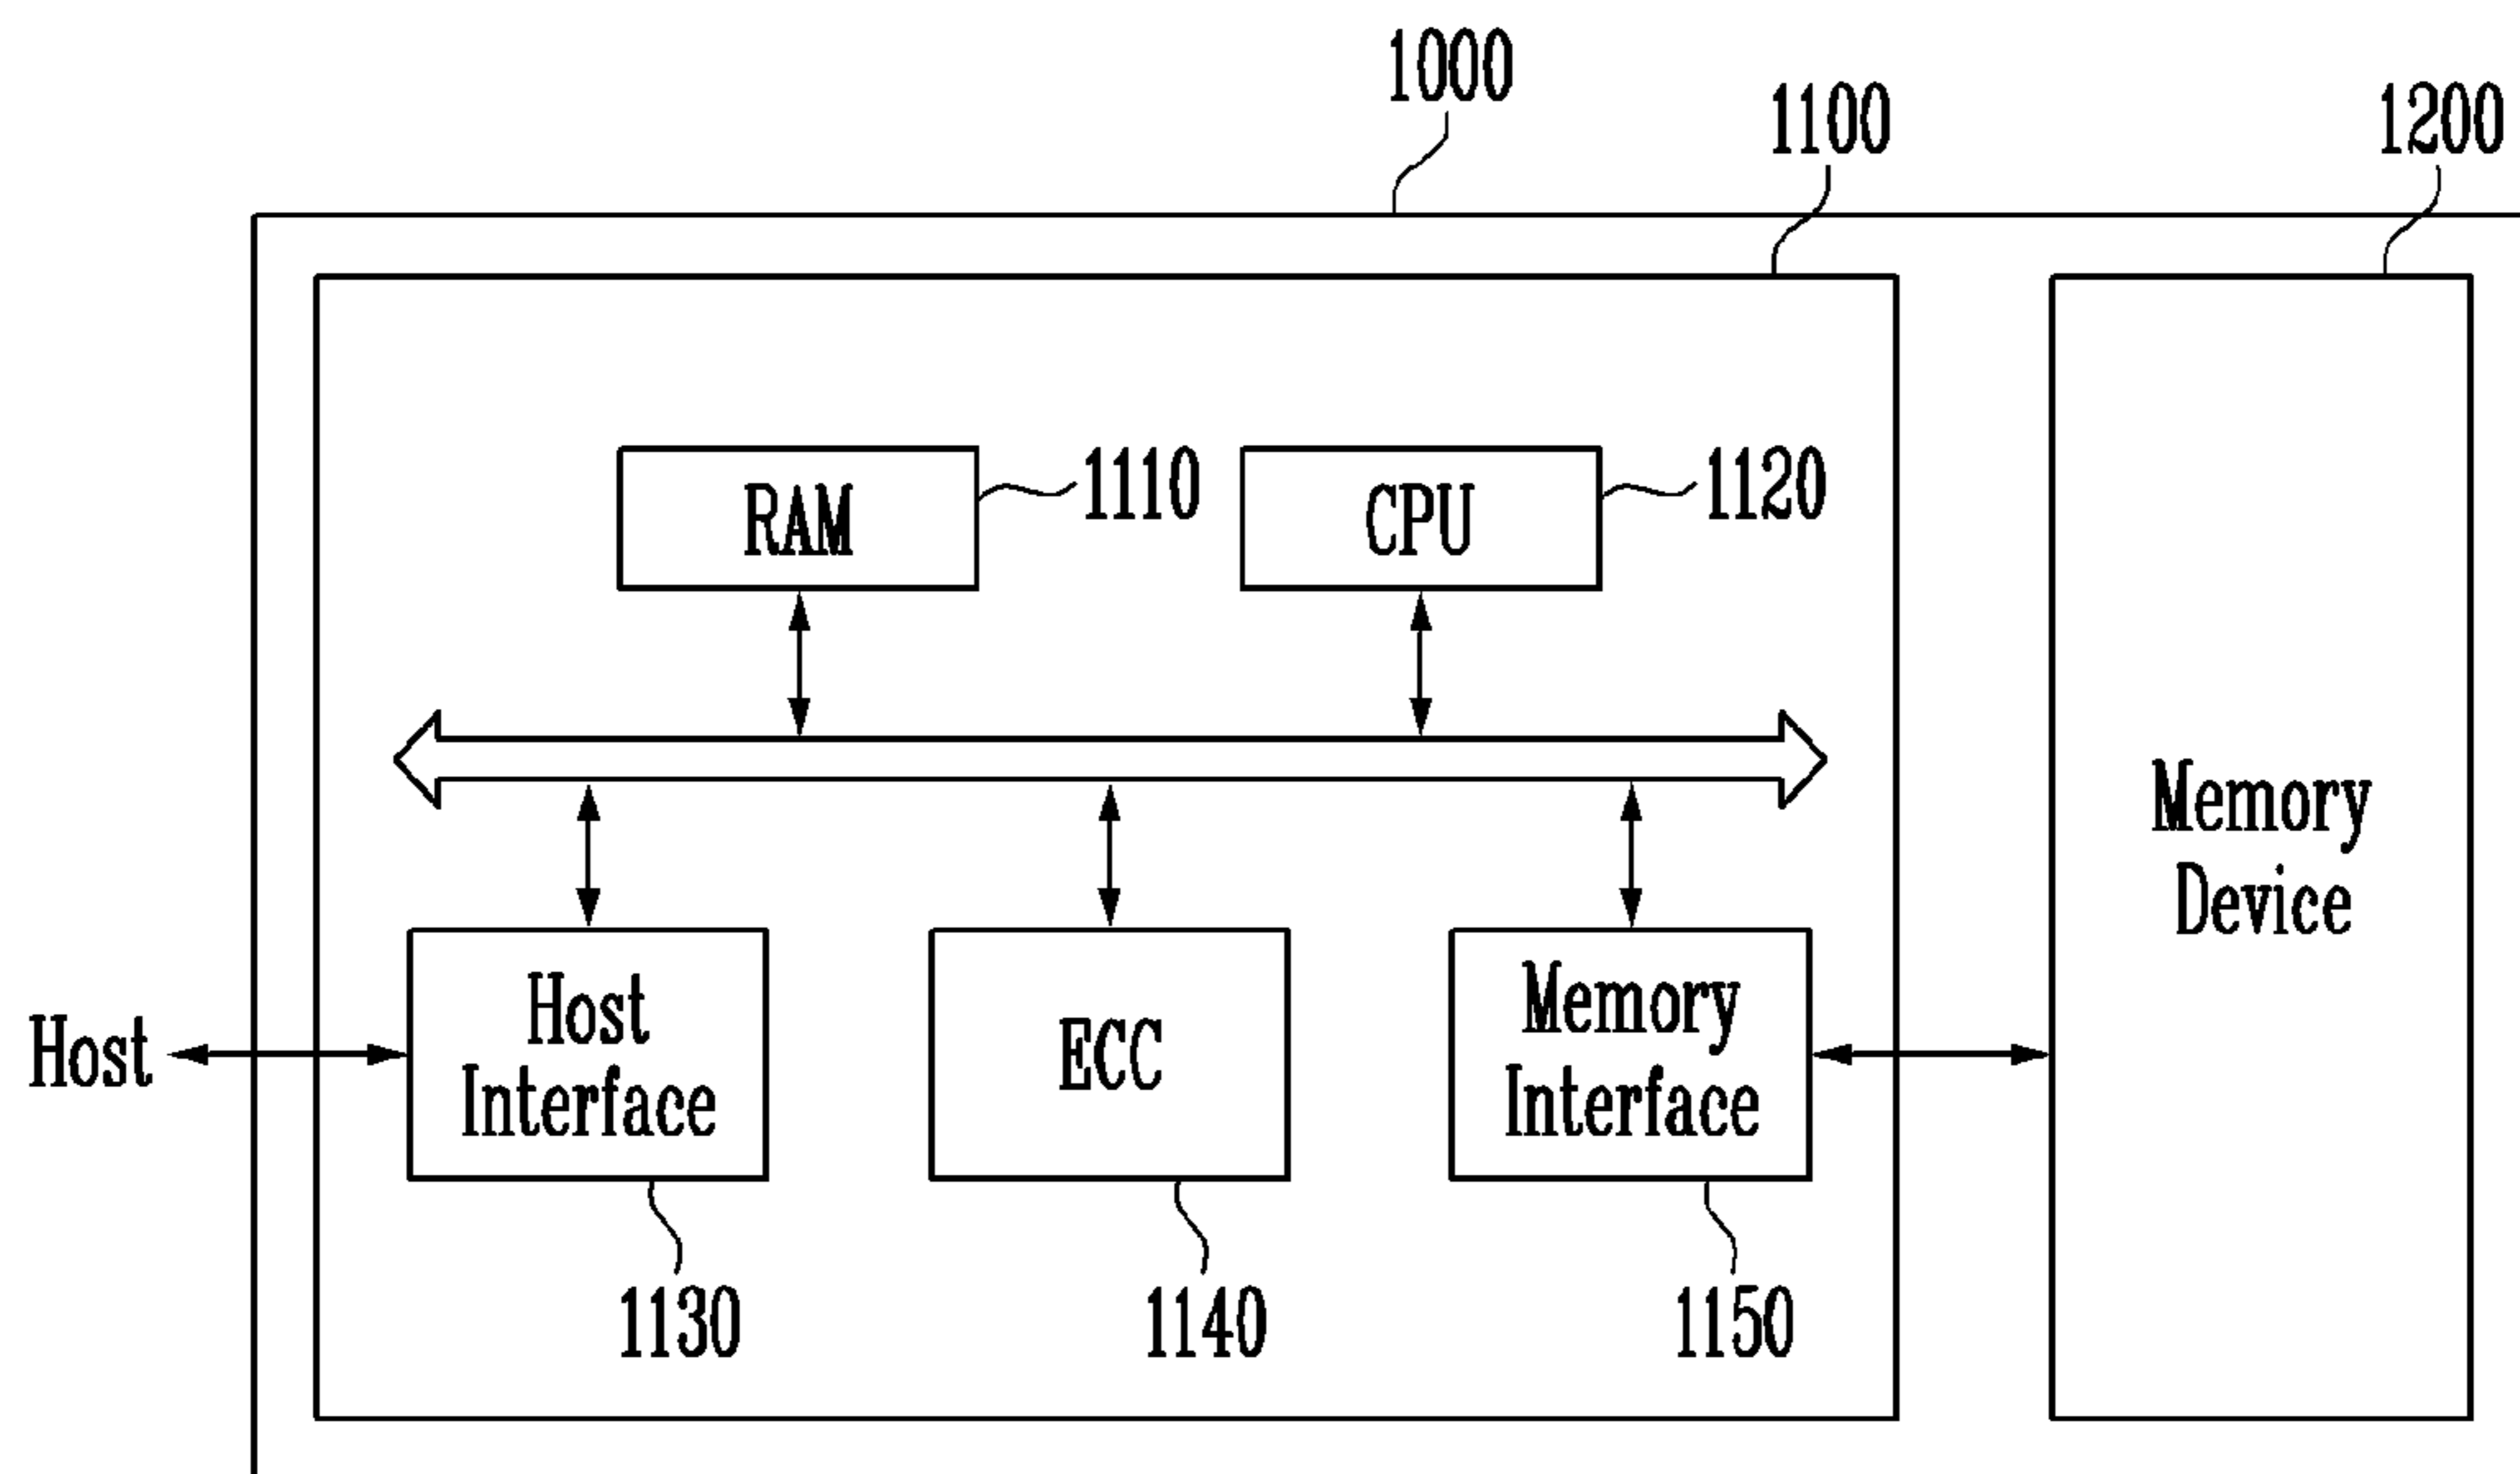 1000
1100
1200
RAM
1110
CPU
1120
Memory
Device
Host
Host
Interface
ECC
Memory
Interface
1130
1140
1150